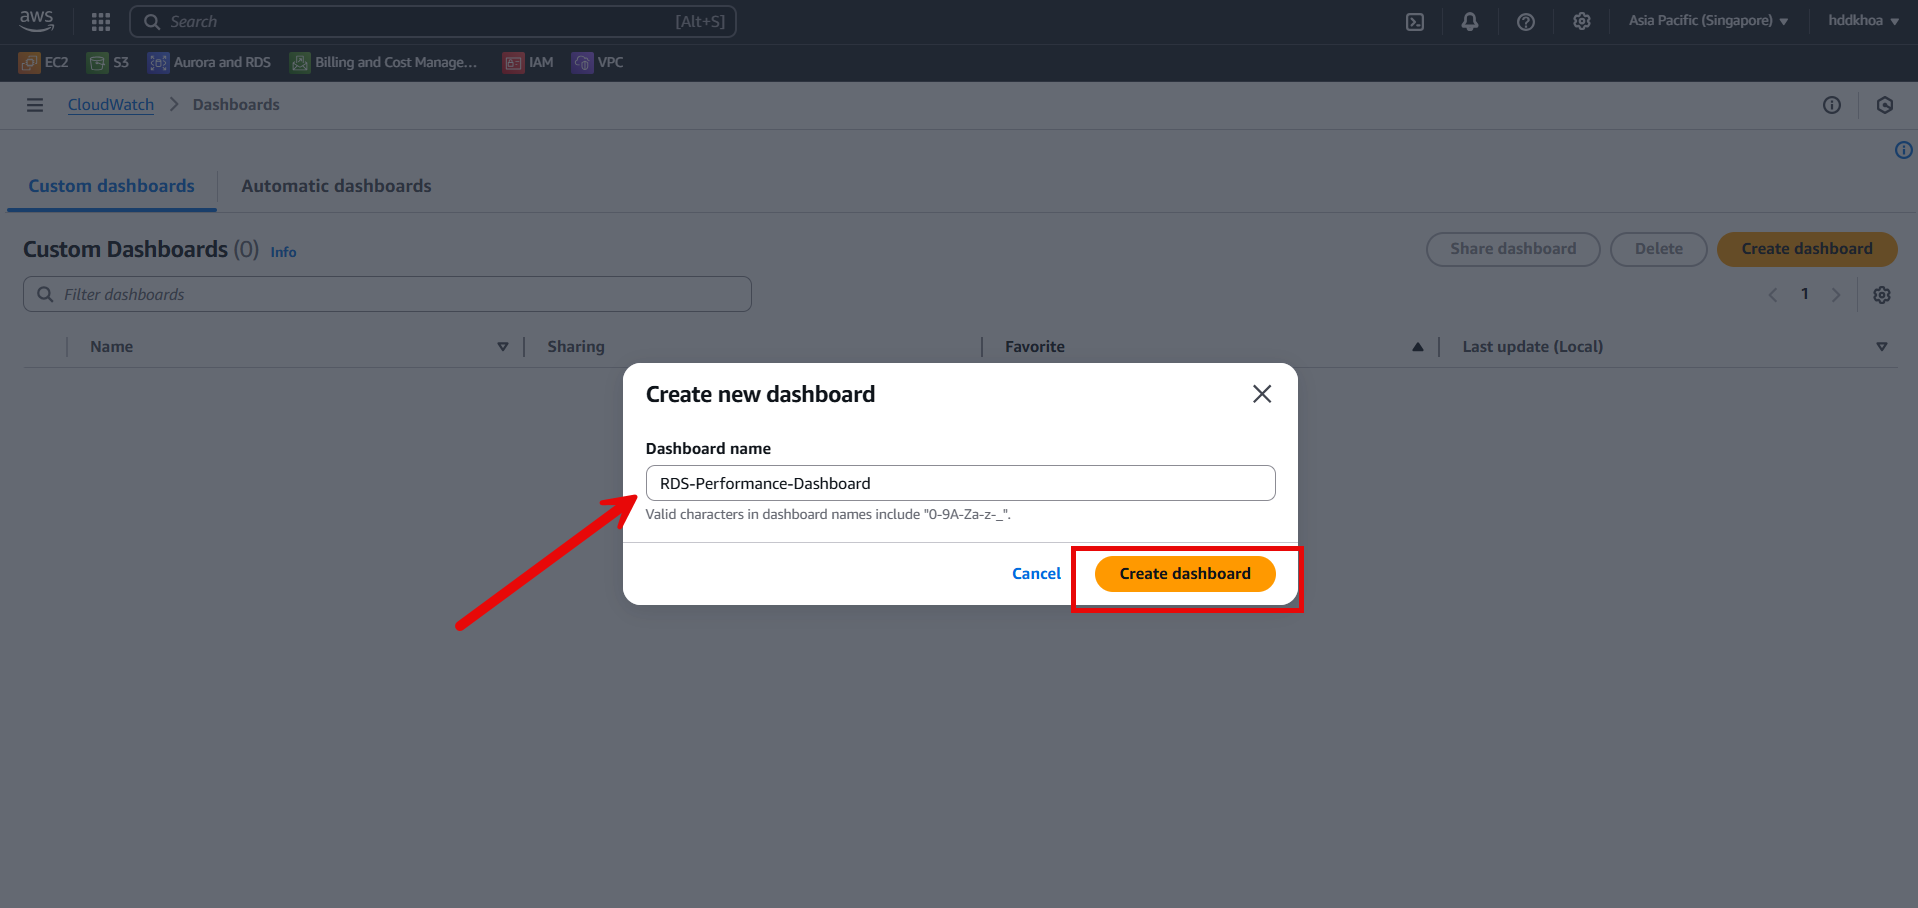 aws
Search [Alt+S]
Asia Pacific (Singapore)
hddkhoa
EC2 S3 Aurora and RDS Billing and Cost Manage... IAM VPC
CloudWatch > Dashboards
Custom dashboards
Automatic dashboards
Custom Dashboards (0) Info
Share dashboard
Delete
Create dashboard
Filter dashboards
1
Name Sharing Favorite Last update (Local)
Create new dashboard
Dashboard name
RDS-Performance-Dashboard
Valid characters in dashboard names include "0-9A-Za-z-_".
Cancel
Create dashboard